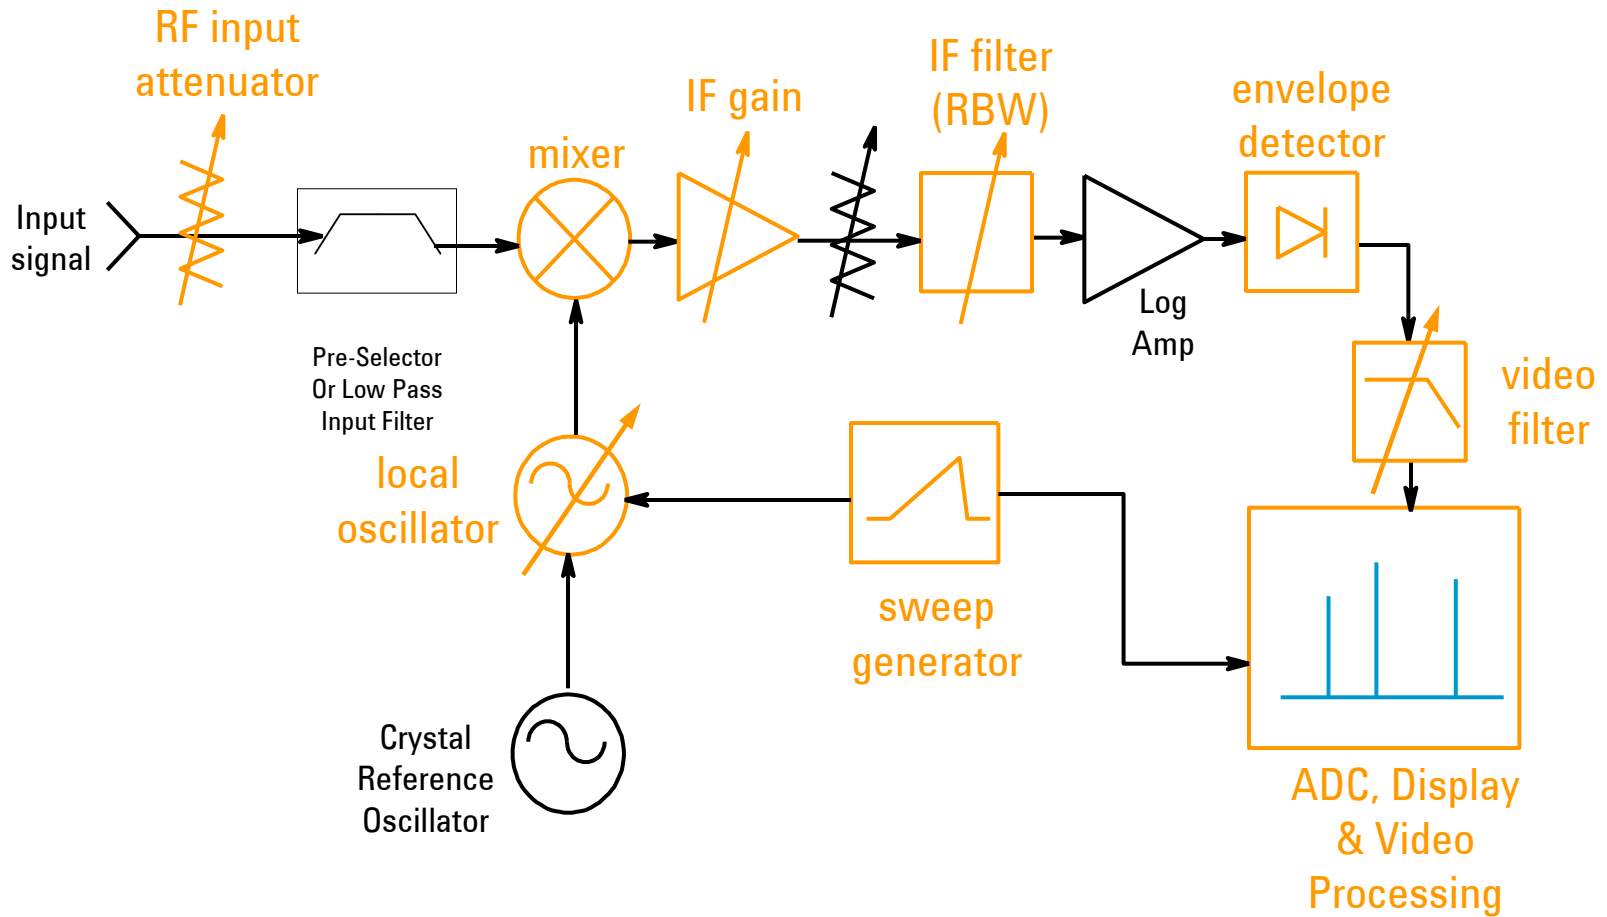 RF input
attenuator
IF gain
IF filter
(RBW)
envelope
detector
mixer
Input
signal
Log
Amp
Pre-Selector
Or Low Pass
Input Filter
video
filter
local
oscillator
sweep
generator
Crystal
Reference
Oscillator
ADC, Display
& Video
Processing